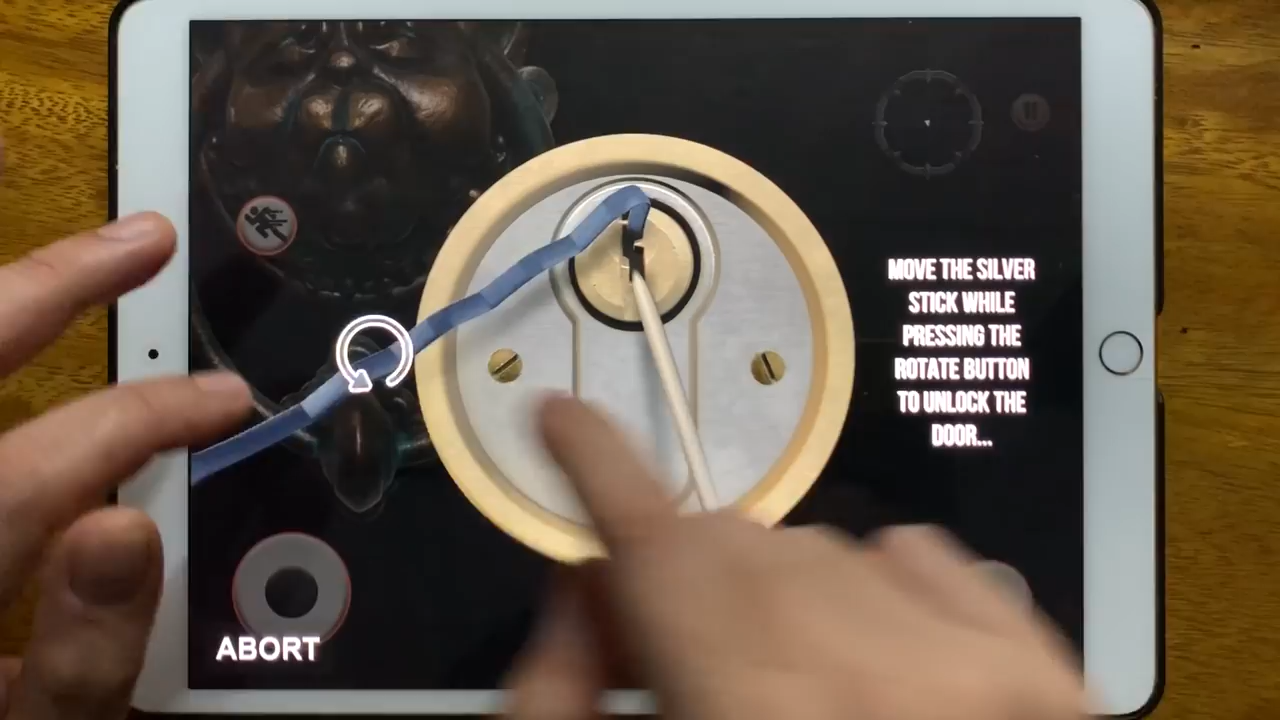 MOVE THE SILVER
STICK WHILE
PRESSING THE
ROTATE BUTTON
TO UNLOCK THE
DOOR...
ABORT